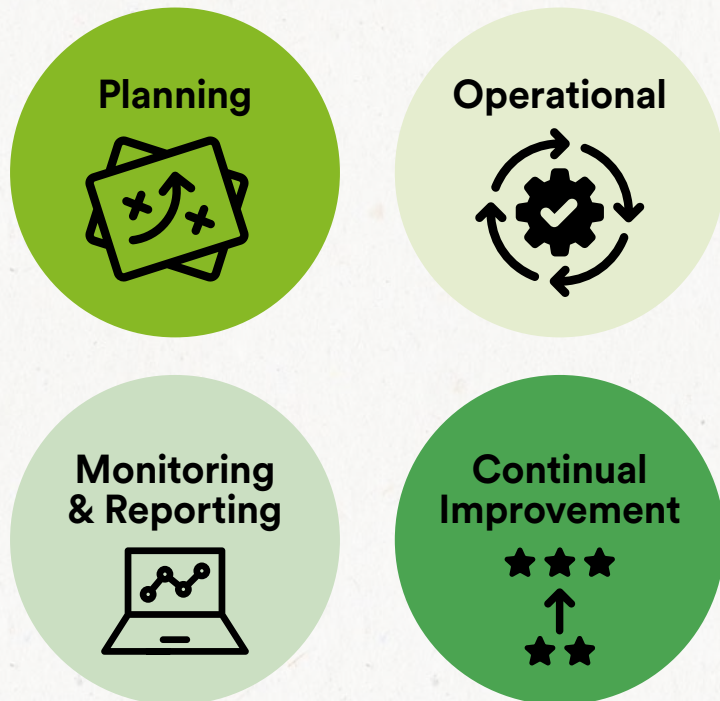 Planning
Operational
Monitoring
& Reporting
Continual
Improvement